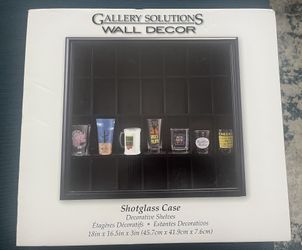 GALLERY SOLUTIONS
WALL DECOR
Shotglass Case
Decorative Shelves
Étagères Décoratifs • Estantes Decorativos
18in x 16.5in x 3in (45.7cm x 41.9cm x 7.6cm)